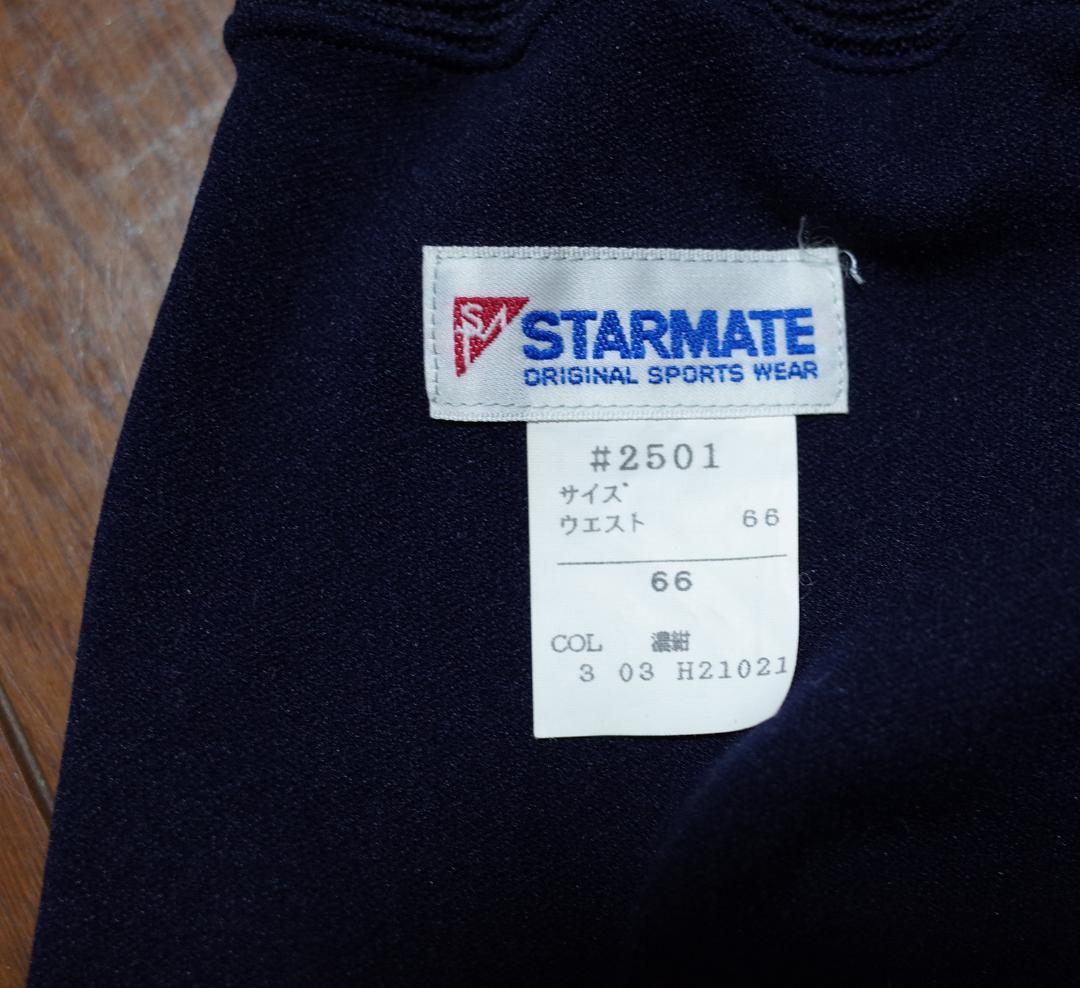 SM
STARMATE
ORIGINAL SPORTS WEAR
#2501
サイズ
ウエスト 66
66
COL 濃紺
3 03 H21021